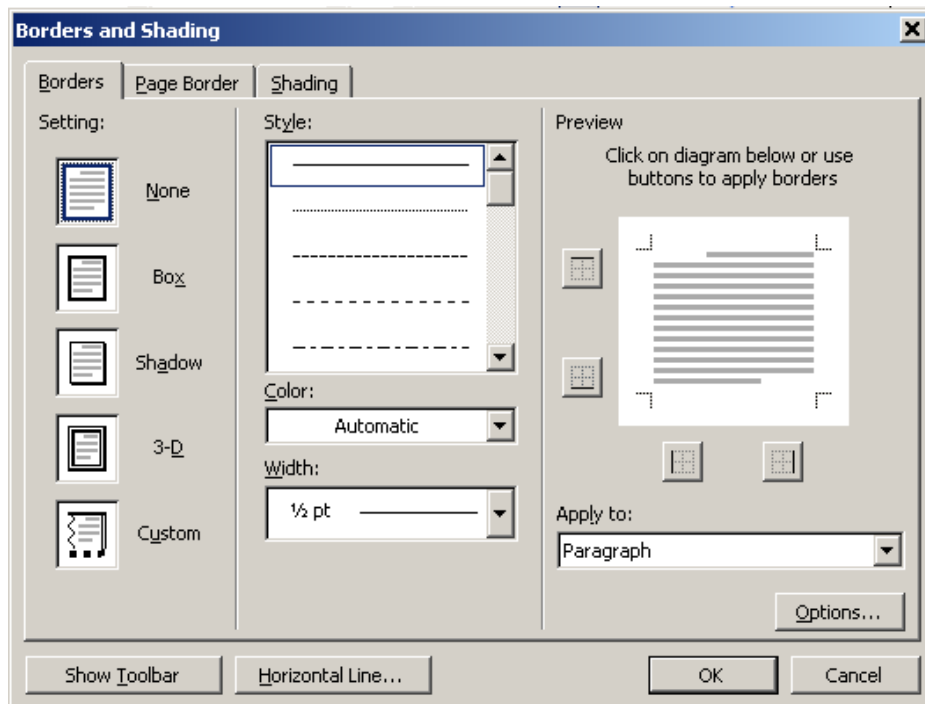 Borders and Shading
Borders
Page Border
Shading
Setting:
None
Box
Shadow
3-D
Custom
Style:
Color:
Automatic
Width:
½ pt
Preview
Click on diagram below or use
buttons to apply borders
Apply to:
Paragraph
Options...
Show Toolbar
Horizontal Line...
OK
Cancel